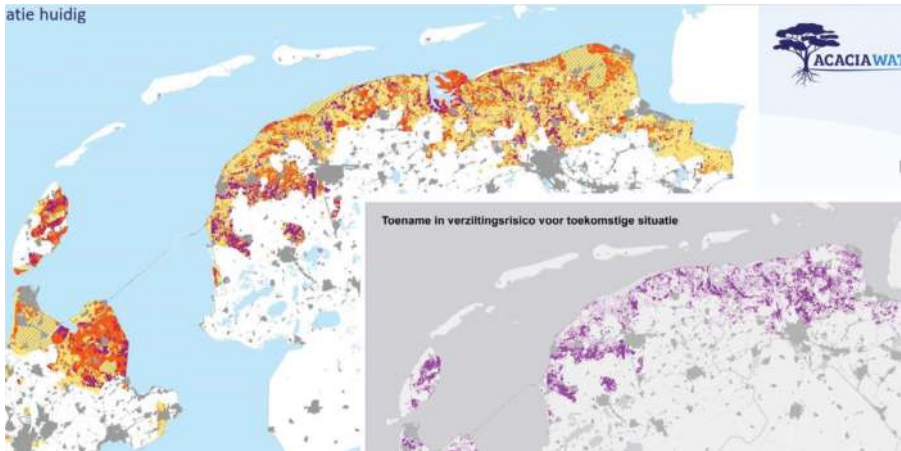 atie huidig
ACACIAWAT
Toename in verziltingsrisico voor toekomstige situatie